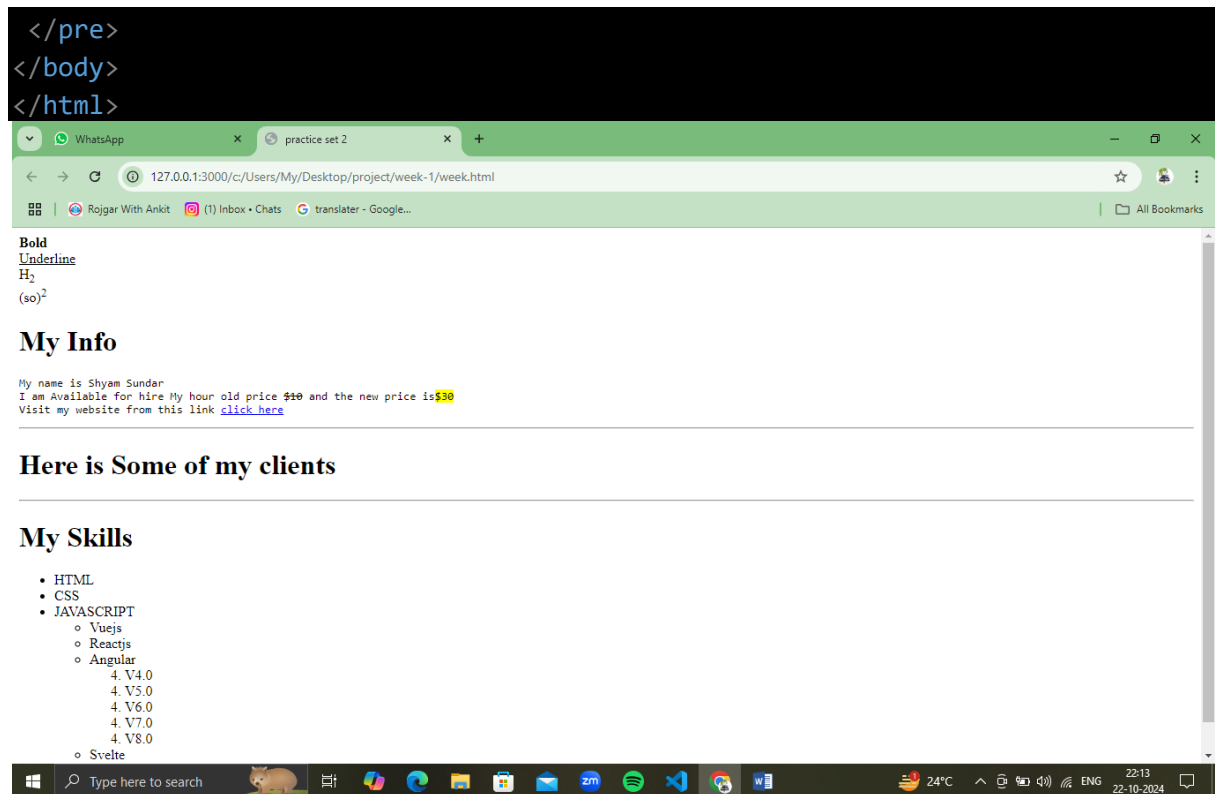 </pre>
</body>
</html>
WhatsApp
practice set 2
127.0.0.1:3000/c:/Users/My/Desktop/project/week-1/week.html
Rojgar With Ankit (1) Inbox • Chats translater - Google... All Bookmarks
Bold
Underline
H2
(so)2
My Info
My name is Shyam Sundar
I am Available for hire My hour old price $10 and the new price is$30
Visit my website from this link click here
Here is Some of my clients
My Skills
• HTML
• CSS
• JAVASCRIPT
◦ Vuejs
◦ Reactjs
◦ Angular
4. V4.0
4. V5.0
4. V6.0
4. V7.0
4. V8.0
◦ Svelte
Type here to search zm 1 24°C ENG 22:13
22-10-2024